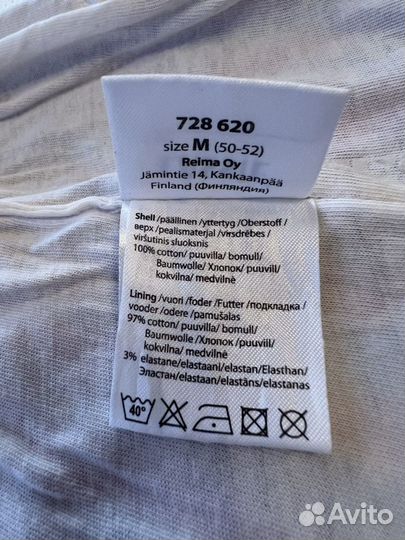 728 620
size M (50-52)
Reima Oy
Jämintie 14, Kankaanpää
Finland (Финляндия)
Shell/päällinen/yttertyg/Oberstoff/
верх/pealismaterjal/virsdrēbes/
viršutinis sluoksnis
100% cotton/puuvilla/bomull/
Baumwolle/Хлопок/puuvill/
kokvilna/medvilnė
Lining/vuori/foder/Futter/подкладка/
vooder/odere/pamušalas
97% cotton/puuvilla/bomull/
Baumwolle/Хлопок/puuvill/
kokvilna/medvilnė
3% elastane/elastaani/elastan/Elasthan/
Эластан/elastaan/elastāns/elastanas
40°
Avito